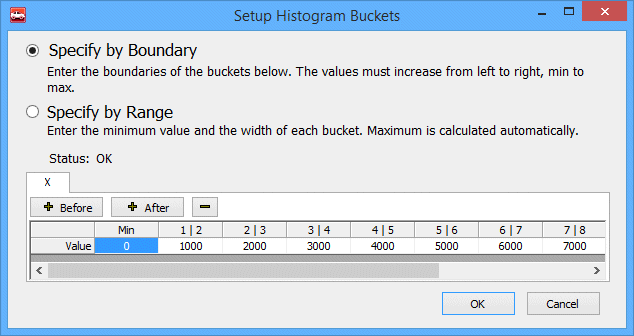 Setup Histogram Buckets
Specify by Boundary
Enter the boundaries of the buckets below. The values must increase from left to right, min to
max.
Specify by Range
Enter the minimum value and the width of each bucket. Maximum is calculated automatically.
Status: OK
X
+ Before + After −
Min 1 | 2 2 | 3 3 | 4 4 | 5 5 | 6 6 | 7 7 | 8
Value 0 1000 2000 3000 4000 5000 6000 7000
OK Cancel